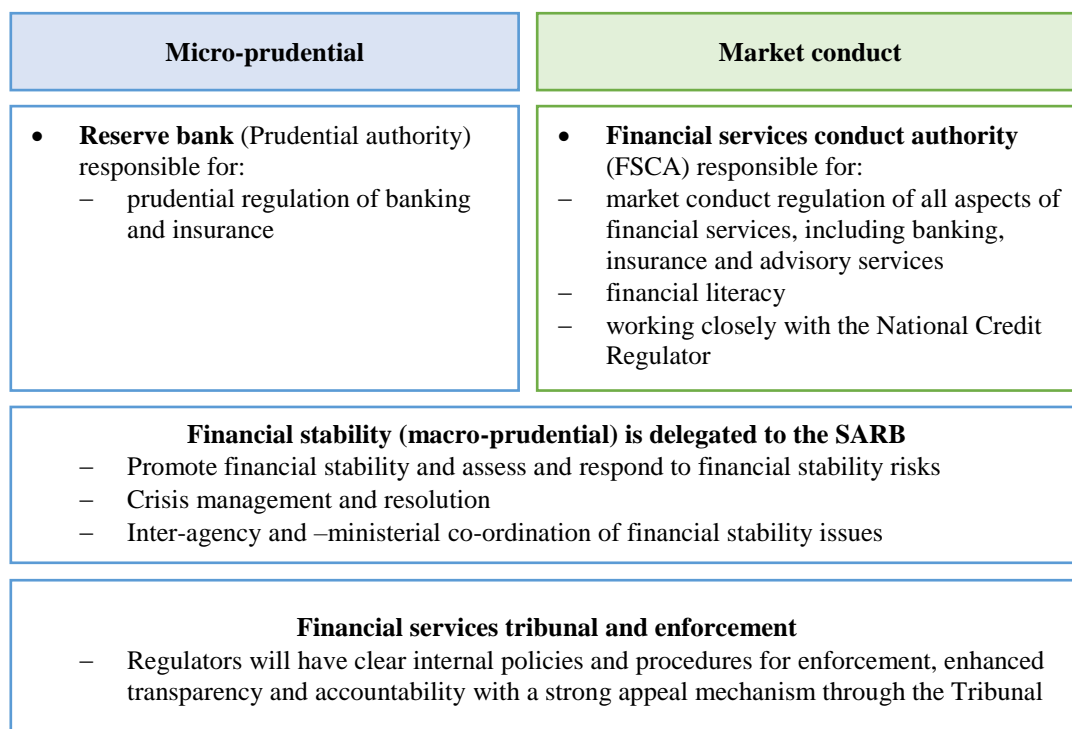 Micro-prudential
Market conduct
• Reserve bank (Prudential authority)
responsible for:
− prudential regulation of banking
and insurance
• Financial services conduct authority
(FSCA) responsible for:
− market conduct regulation of all aspects of
financial services, including banking,
insurance and advisory services
− financial literacy
− working closely with the National Credit
Regulator
Financial stability (macro-prudential) is delegated to the SARB
− Promote financial stability and assess and respond to financial stability risks
− Crisis management and resolution
− Inter-agency and –ministerial co-ordination of financial stability issues
Financial services tribunal and enforcement
− Regulators will have clear internal policies and procedures for enforcement, enhanced
transparency and accountability with a strong appeal mechanism through the Tribunal